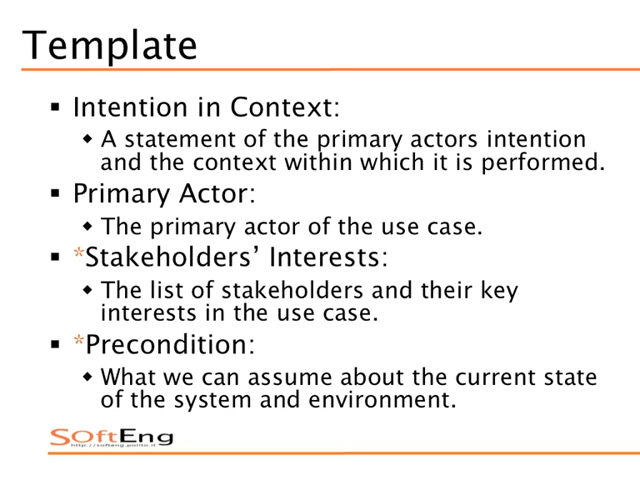 Template
▪ Intention in Context:
◆ A statement of the primary actors intention
and the context within which it is performed.
▪ Primary Actor:
◆ The primary actor of the use case.
▪ *Stakeholders’ Interests:
◆ The list of stakeholders and their key
interests in the use case.
▪ *Precondition:
◆ What we can assume about the current state
of the system and environment.
SOftEng
http://softeng.polito.it